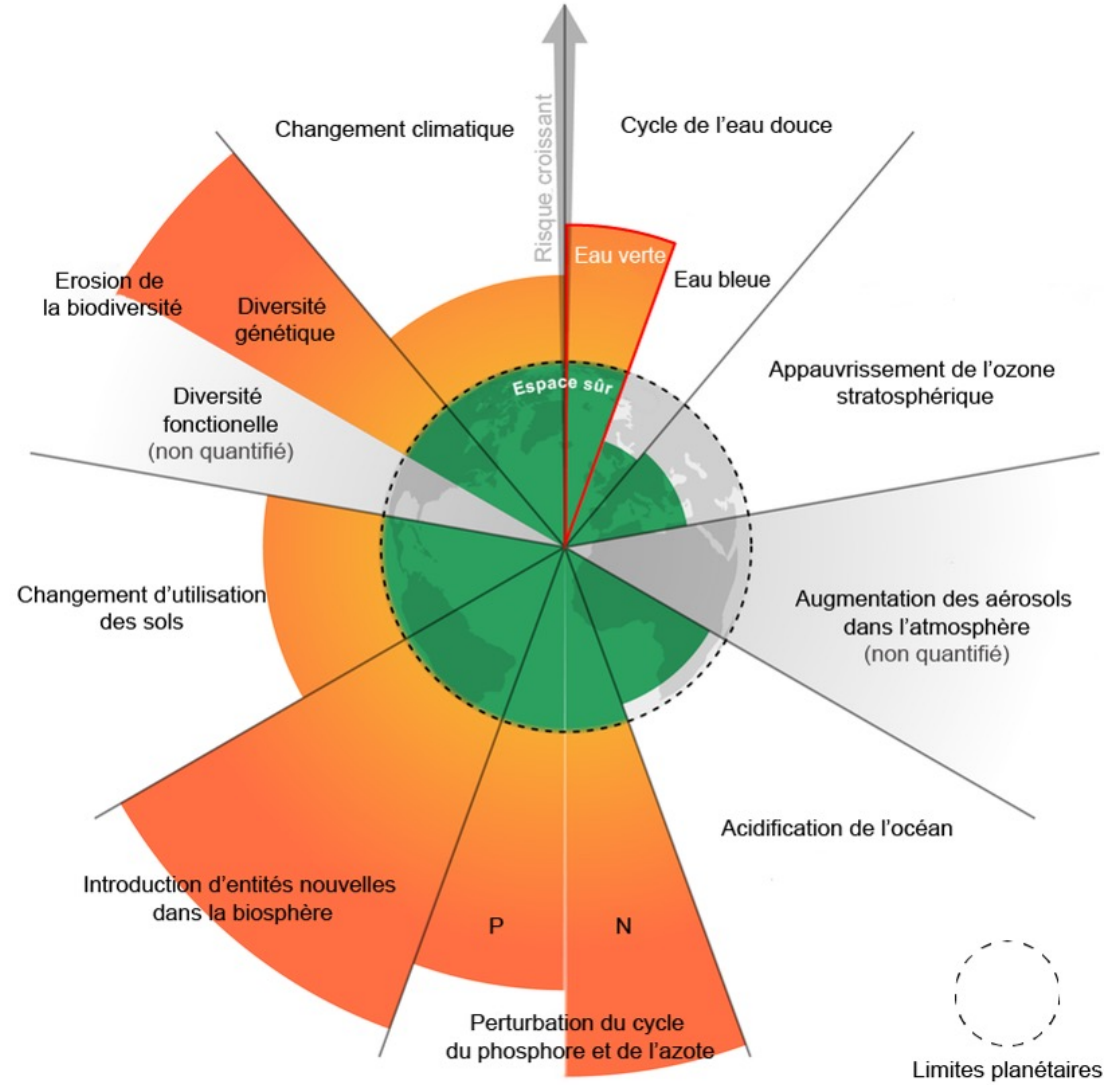 Changement climatique
Cycle de l'eau douce
Risque croissant
Eau verte
Eau bleue
Erosion de
la biodiversité
Diversité
génétique
Espace sûr
Appauvrissement de l'ozone
stratosphérique
Diversité
fonctionelle
(non quantifié)
Changement d'utilisation
des sols
Augmentation des aérosols
dans l'atmosphère
(non quantifié)
Acidification de l'océan
Introduction d'entités nouvelles
dans la biosphère
P
N
Perturbation du cycle
du phosphore et de l'azote
Limites planétaires